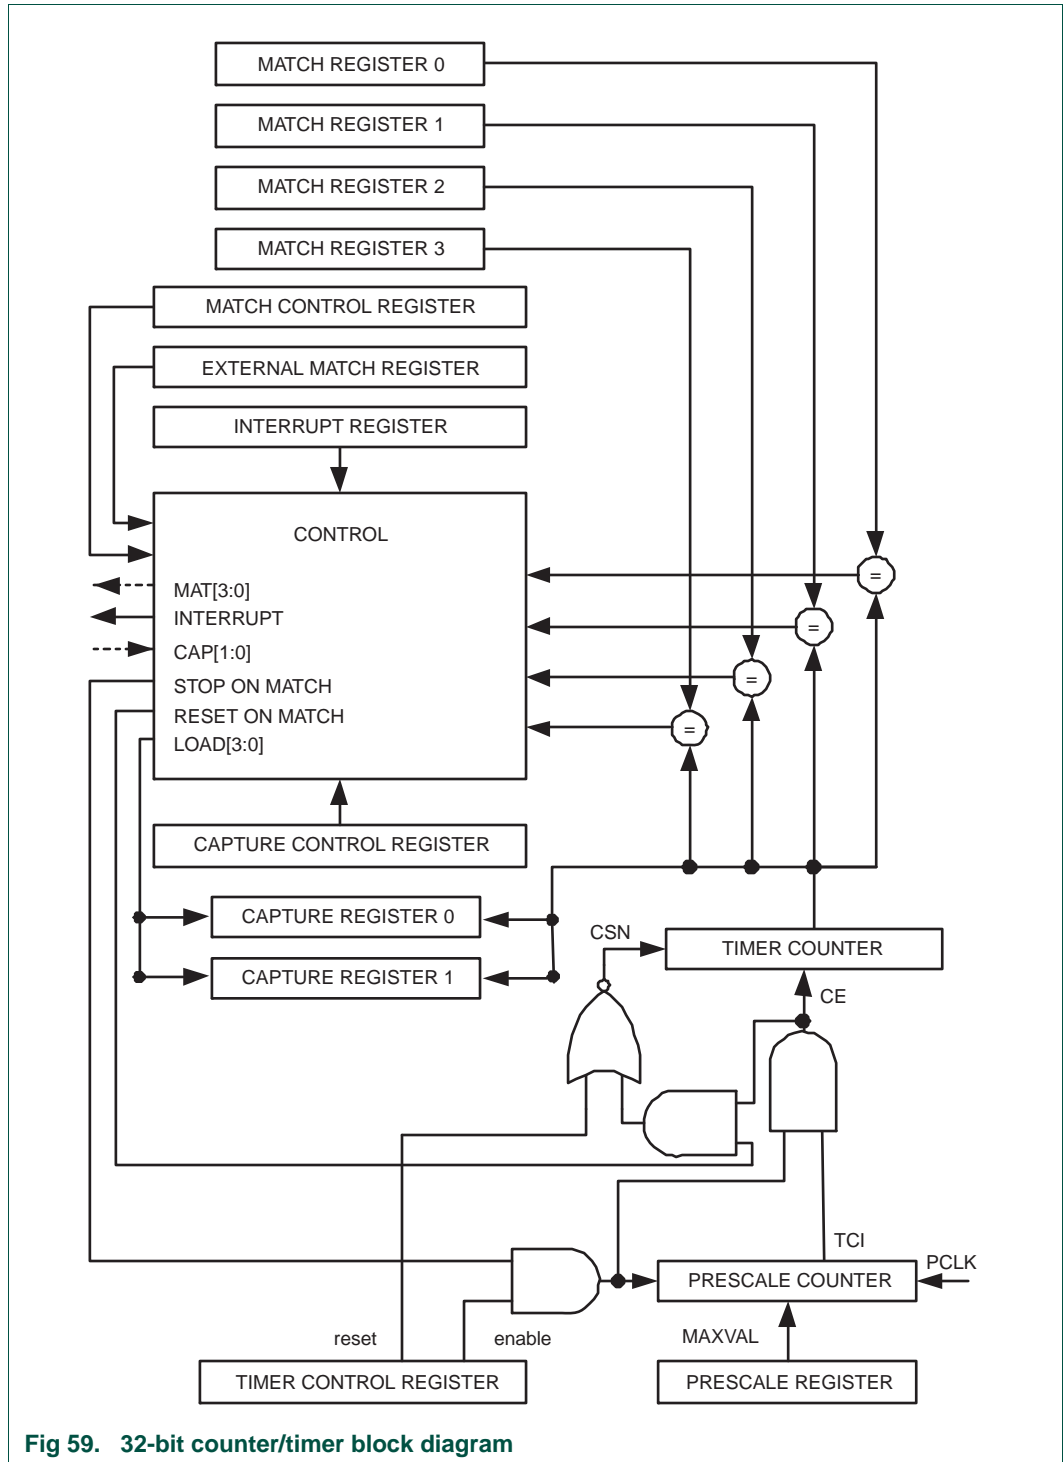 MATCH REGISTER 0
MATCH REGISTER 1
MATCH REGISTER 2
MATCH REGISTER 3
MATCH CONTROL REGISTER
EXTERNAL MATCH REGISTER
INTERRUPT REGISTER
CONTROL
=
=
=
=
MAT[3:0]
INTERRUPT
CAP[1:0]
STOP ON MATCH
RESET ON MATCH
LOAD[3:0]
CAPTURE CONTROL REGISTER
CAPTURE REGISTER 0
CAPTURE REGISTER 1
CSN
TIMER COUNTER
CE
TCI
PCLK
PRESCALE COUNTER
reset
enable
MAXVAL
TIMER CONTROL REGISTER
PRESCALE REGISTER
Fig 59. 32-bit counter/timer block diagram